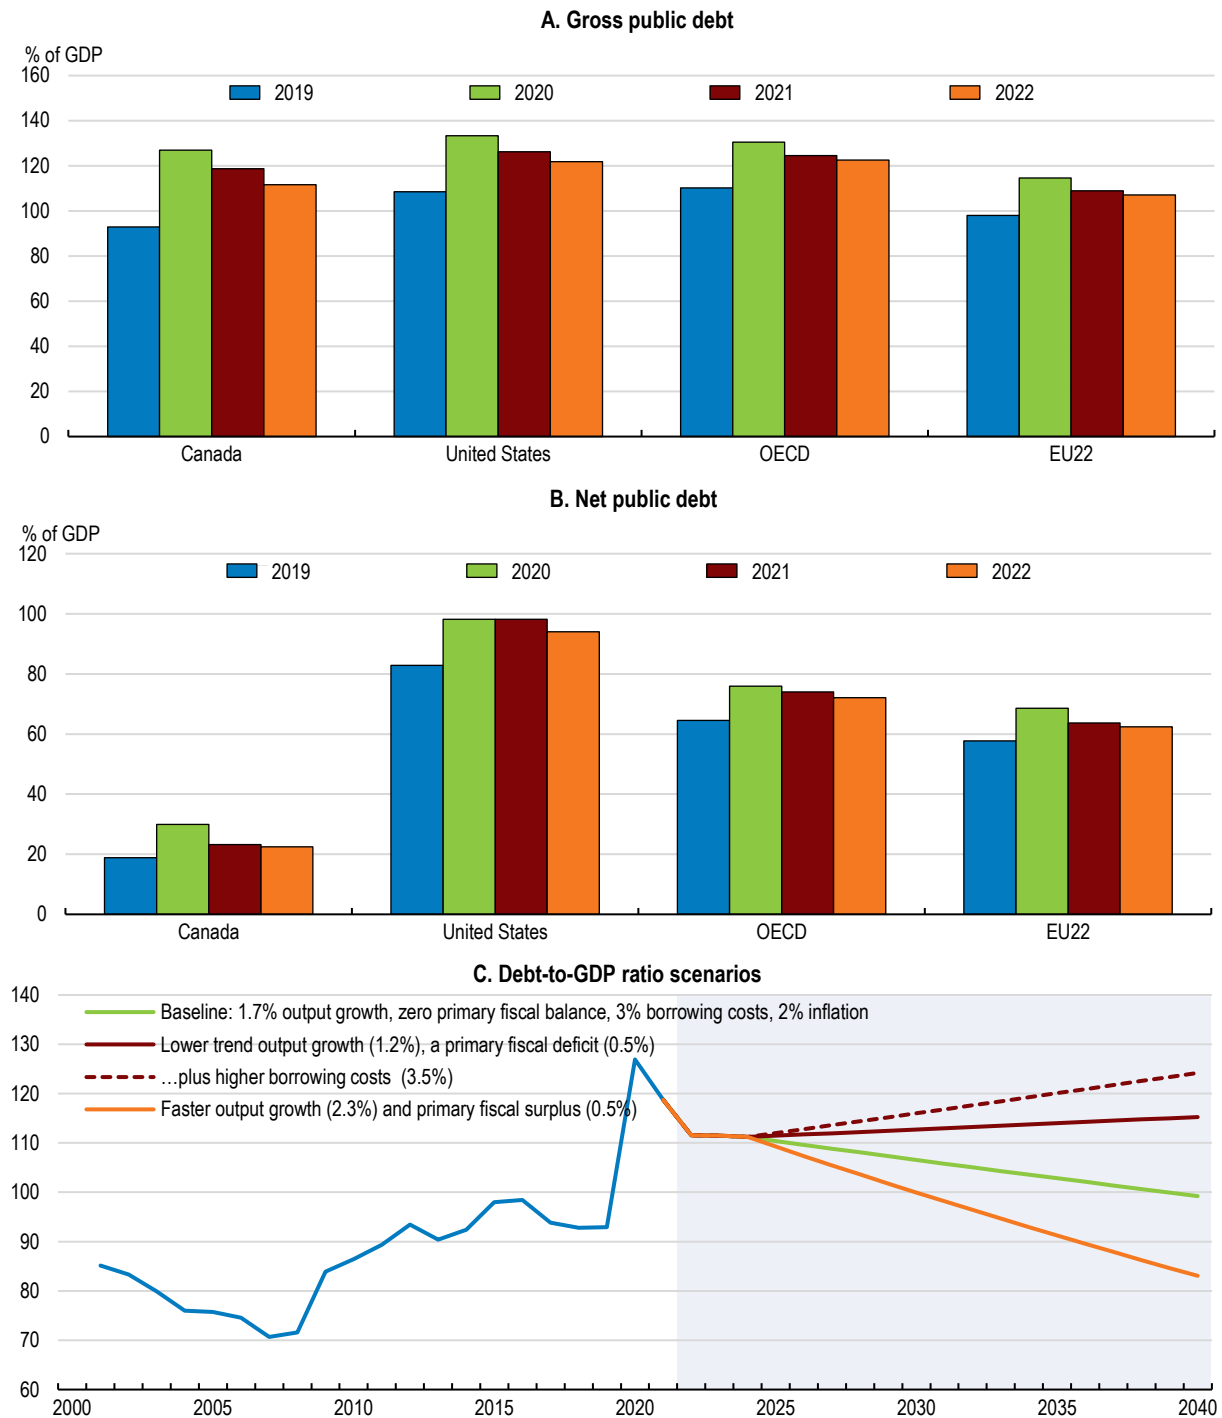 A. Gross public debt
% of GDP
160
2019 2020 2021 2022
140
120
100
80
60
40
20
0
Canada United States OECD EU22
B. Net public debt
% of GDP
120
2019 2020 2021 2022
100
80
60
40
20
0
Canada United States OECD EU22
C. Debt-to-GDP ratio scenarios
140
Baseline: 1.7% output growth, zero primary fiscal balance, 3% borrowing costs, 2% inflation
130
Lower trend output growth (1.2%), a primary fiscal deficit (0.5%)
…plus higher borrowing costs (3.5%)
120
Faster output growth (2.3%) and primary fiscal surplus (0.5%)
110
100
90
80
70
60
2000 2005 2010 2015 2020 2025 2030 2035 2040